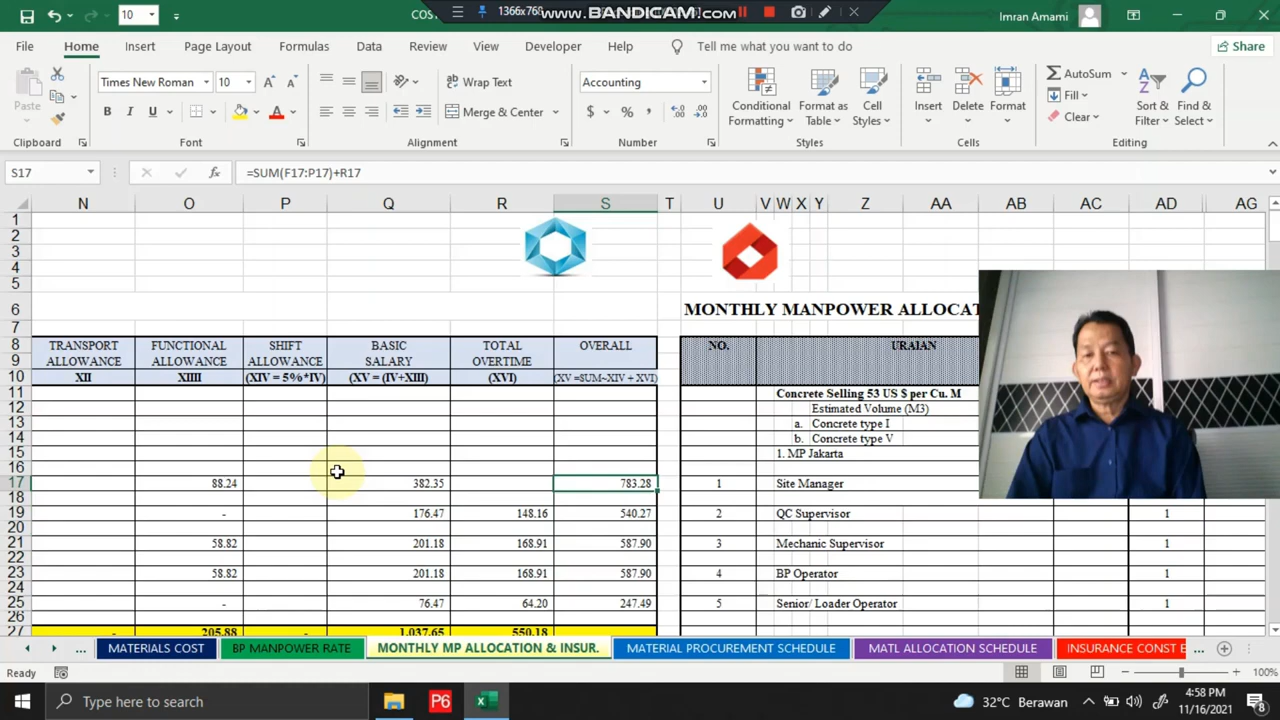 10
COS
1366x768
www.BANDICAM.com
Imran Amami
File Home Insert Page Layout Formulas Data Review View Developer Help Tell me what you want to do Share
Times New Roman 10 Wrap Text Accounting AutoSum
Paste B I U A Merge & Center $ % Conditional Formatting Format as Table Cell Styles Insert Delete Format Fill Clear Sort & Filter Find & Select
Clipboard Font Alignment Number Styles Cells Editing
S17 fx =SUM(F17:P17)+R17
N O P Q R S T U V W X Y Z AA AB AC AD AG
1
2
3
4
5
6 MONTHLY MANPOWER ALLOCAT
7
8 TRANSPORT FUNCTIONAL SHIFT BASIC TOTAL OVERALL NO. URAIAN
9 ALLOWANCE ALLOWANCE ALLOWANCE SALARY OVERTIME
10 XII XIIII (XIV = 5%*IV) (XV = (IV+XIII) (XVI) (XV =SUM~XIV + XVI)
11 Concrete Selling 53 US $ per Cu. M
12 Estimated Volume (M3)
13 a. Concrete type I
14 b. Concrete type V
15 1. MP Jakarta
16
17 88.24 382.35 783.28 1 Site Manager
18
19 - 176.47 148.16 540.27 2 QC Supervisor 1
20
21 58.82 201.18 168.91 587.90 3 Mechanic Supervisor 1
22
23 58.82 201.18 168.91 587.90 4 BP Operator 1
24
25 - 76.47 64.20 247.49 5 Senior/ Loader Operator 1
26
27 - 205.88 - 1,037.65 550.18
... MATERIALS COST BP MANPOWER RATE MONTHLY MP ALLOCATION & INSUR. MATERIAL PROCUREMENT SCHEDULE MATL ALLOCATION SCHEDULE INSURANCE CONST E ...
Ready 100%
Type here to search P6 32°C Berawan 4:58 PM
11/16/2021 8